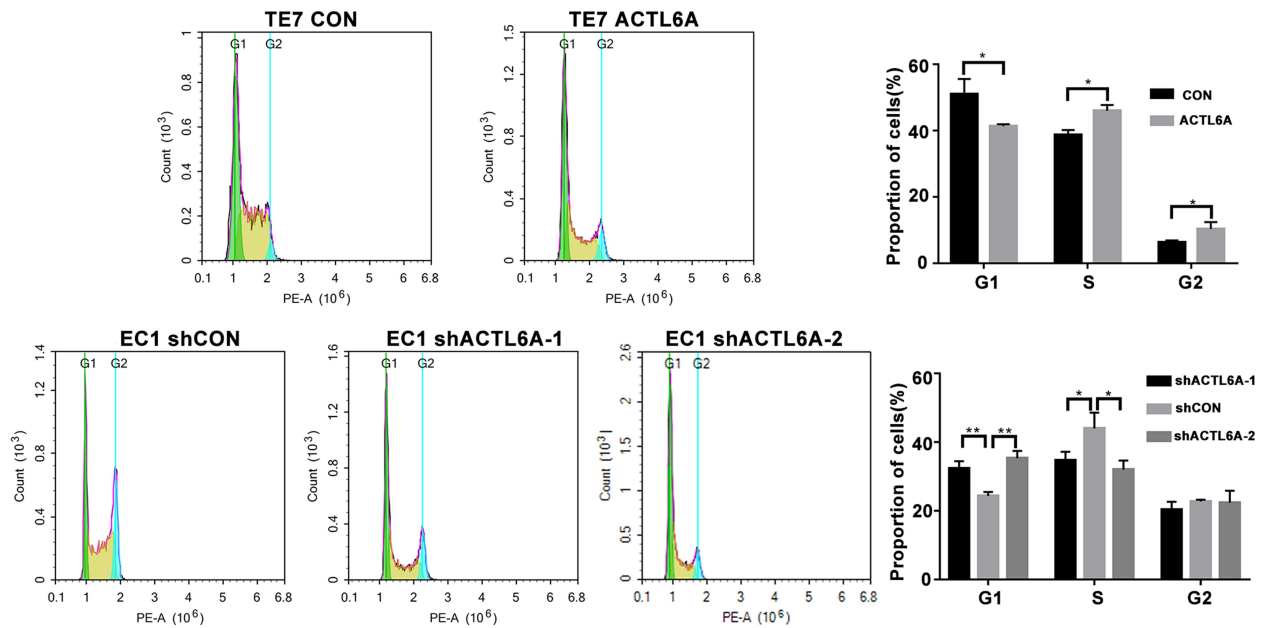 TE7 CON
G1 G2
1
0.8
0.6
0.4
0.2
0
Count (10³)
0.1 1 2 3 4 5 6 6.8
PE-A (10⁶)
TE7 ACTL6A
G1 G2
1.5
1.2
0.8
0.4
0
Count (10³)
0.1 1 2 3 4 5 6 6.8
PE-A (10⁶)
Proportion of cells(%)
60
40
20
0
* * *
CON
ACTL6A
G1 S G2
EC1 shCON
G1 G2
1.4
1.2
0.8
0.4
0
Count (10³)
0.1 1 2 3 4 5 6 6.8
PE-A (10⁶)
EC1 shACTL6A-1
G1 G2
1.6
1.2
0.8
0.4
0
Count (10³)
0.1 1 2 3 4 5 6 6.8
PE-A (10⁶)
EC1 shACTL6A-2
G1 G2
2.6
2
1.5
1
0.5
0
Count (10³)
0.1 1 2 3 4 5 6 6.8
PE-A (10⁶)
Proportion of cells(%)
60
40
20
0
** ** * *
shACTL6A-1
shCON
shACTL6A-2
G1 S G2